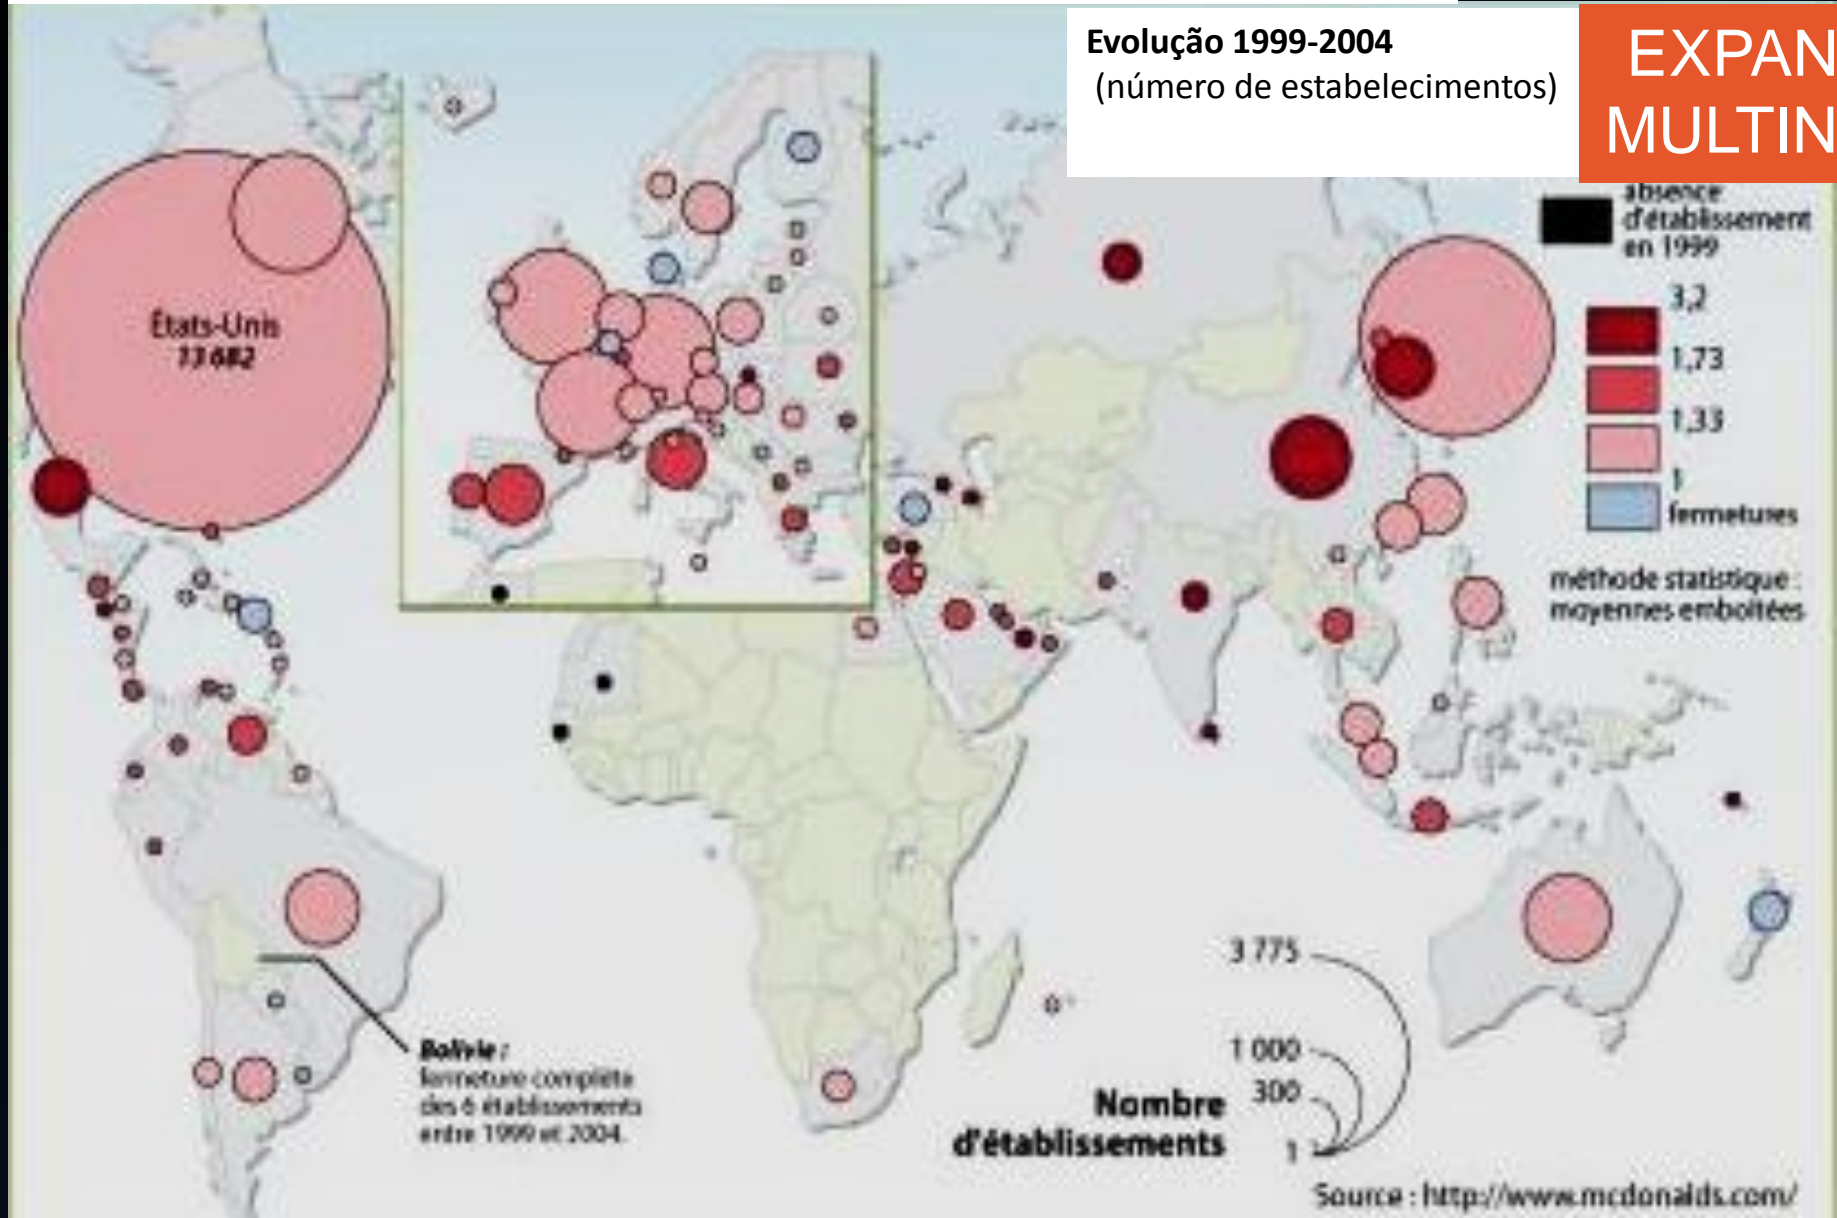 Evolução 1999-2004
(número de estabelecimentos)
EXPAN
MULTIN
absence
d'établissement
en 1999
3,2
1,73
1,33
1
fermetures
méthode statistique :
moyennes emboîtées
États-Unis
13 682
Bolivie :
fermeture complète
des 6 établissements
entre 1999 et 2004.
3 775
1 000
300
1
Nombre
d'établissements
Source : http://www.mcdonalds.com/